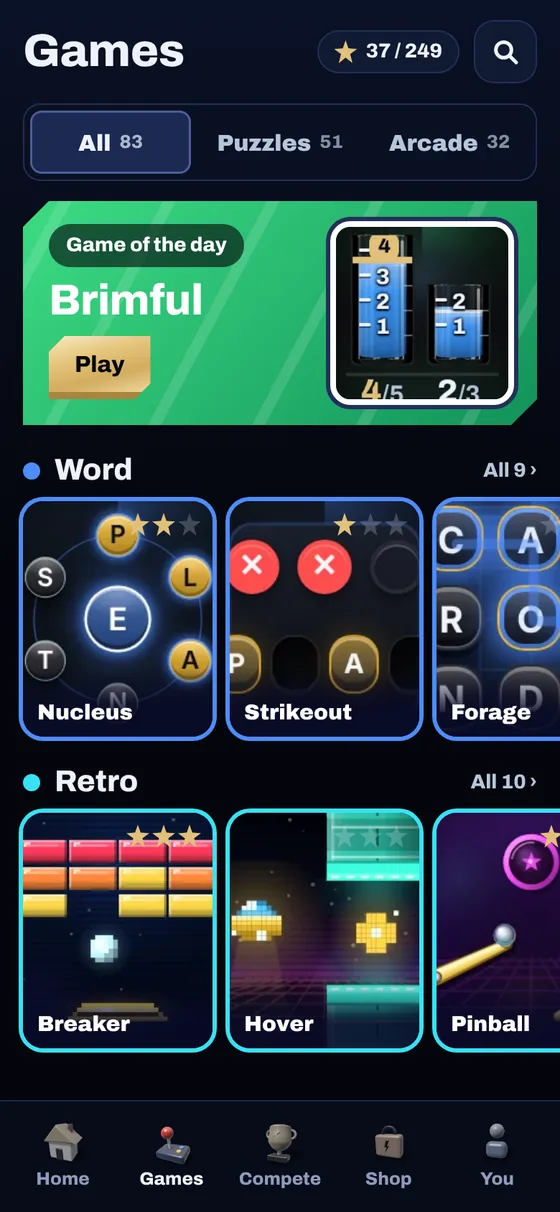 Games
37 / 249
All 83
Puzzles 51
Arcade 32
Game of the day
Brimful
Play
4
3
2
1
2
1
4/5
2/3
Word
All 9 ›
P
S
L
E
T
A
N
Nucleus
P
A
Strikeout
C A
R O
N D
Forage
Retro
All 10 ›
Breaker
Hover
Pinball
Home
Games
Compete
Shop
You